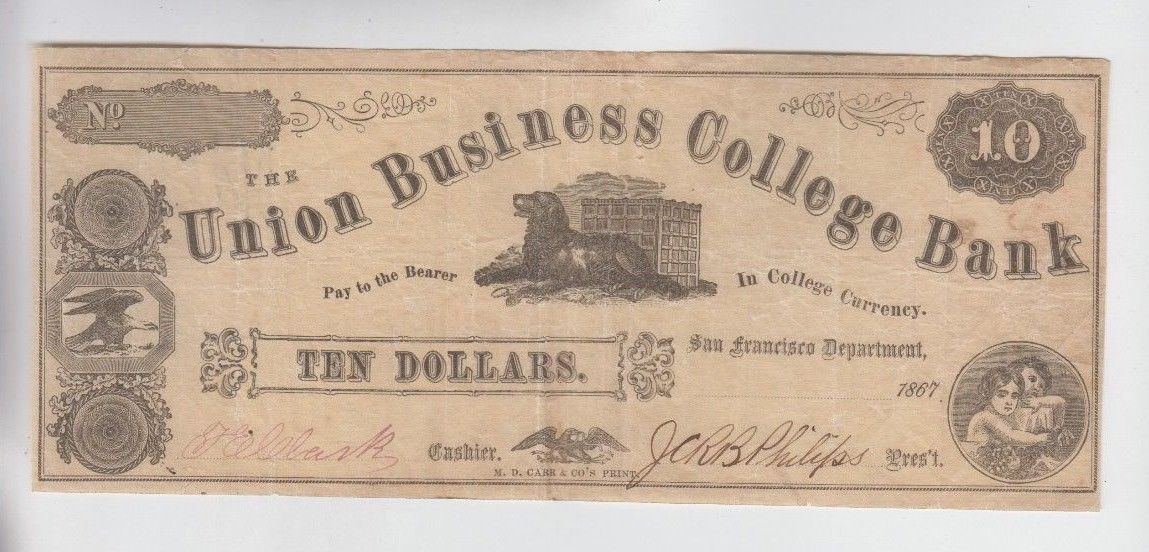 No.
10
THE
Union Business College Bank
Pay to the Bearer
In College Currency.
TEN DOLLARS.
San Francisco Department,
1867.
Cashier.
M. D. CARR & CO'S PRINT
Philips
Pres't.